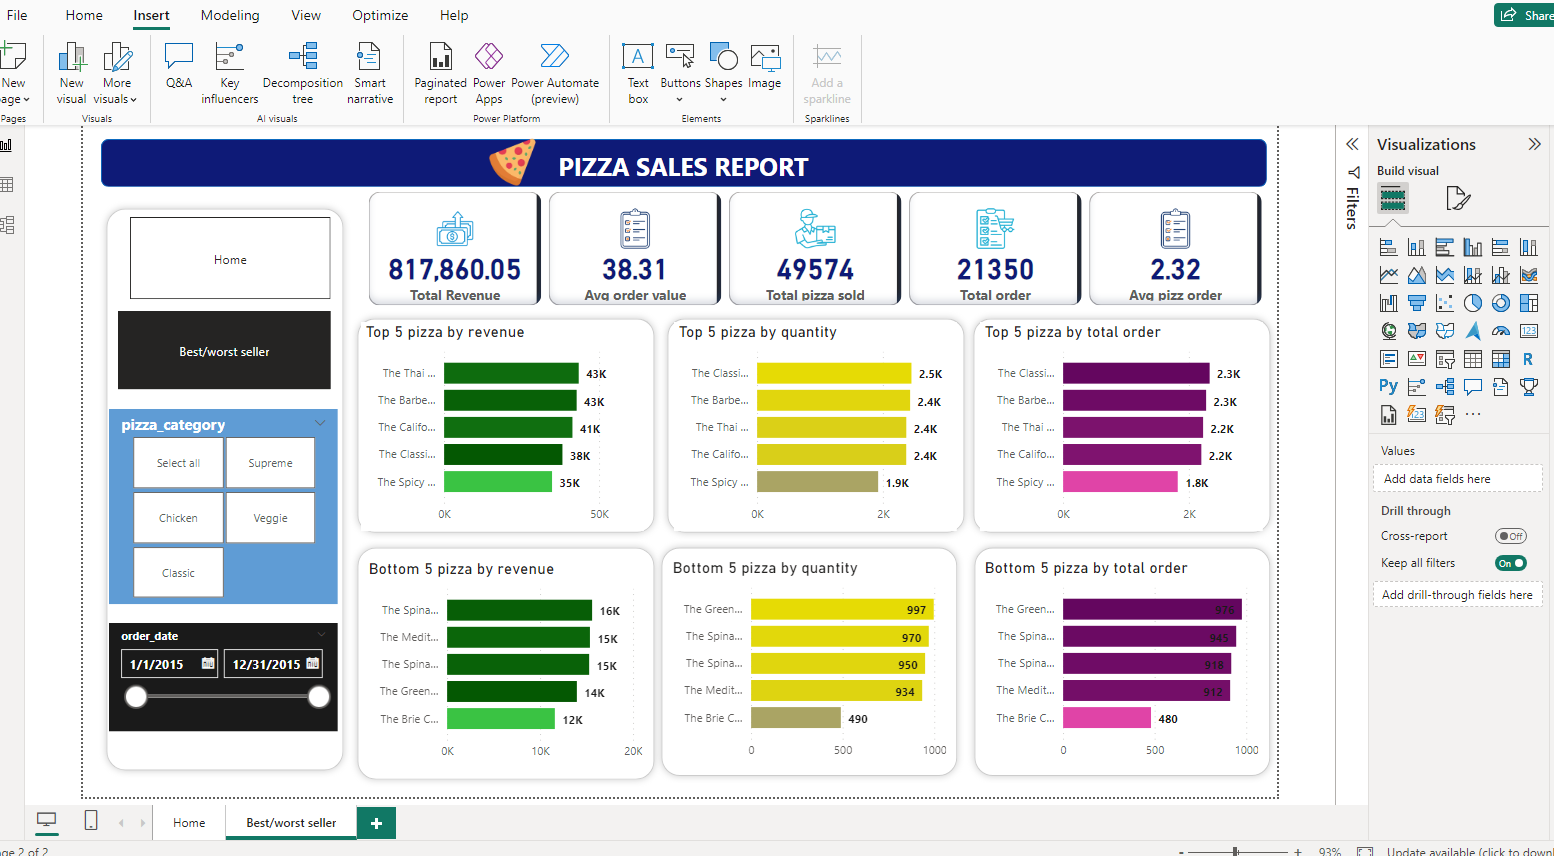 File Home Insert Modeling View Optimize Help Share
New
page
Pages
New
visual
More
visuals
Visuals
Q&A
Key
influencers
Decomposition
tree
Smart
narrative
AI visuals
Paginated
report
Power
Apps
Power Automate
(preview)
Power Platform
Text
box
Buttons
Shapes
Image
Elements
Add a
sparkline
Sparklines
PIZZA SALES REPORT
Home
Best/worst seller
pizza_category
Select all
Supreme
Chicken
Veggie
Classic
order_date
1/1/2015
12/31/2015
817,860.05
Total Revenue
38.31
Avg order value
49574
Total pizza sold
21350
Total order
2.32
Avg pizz order
Top 5 pizza by revenue
The Thai ... 43K
The Barbe... 43K
The Califo... 41K
The Classi... 38K
The Spicy ... 35K
0K 50K
Top 5 pizza by quantity
The Classi... 2.5K
The Barbe... 2.4K
The Thai ... 2.4K
The Califo... 2.4K
The Spicy ... 1.9K
0K 2K
Top 5 pizza by total order
The Classi... 2.3K
The Barbe... 2.3K
The Thai ... 2.2K
The Califo... 2.2K
The Spicy ... 1.8K
0K 2K
Bottom 5 pizza by revenue
The Spina... 16K
The Medit... 15K
The Spina... 15K
The Green... 14K
The Brie C... 12K
0K 10K 20K
Bottom 5 pizza by quantity
The Green... 997
The Spina... 970
The Spina... 950
The Medit... 934
The Brie C... 490
0 500 1000
Bottom 5 pizza by total order
The Green... 976
The Spina... 945
The Spina... 918
The Medit... 912
The Brie C... 480
0 500 1000
Filters
Visualizations
Build visual
123
R
Py
123
...
Values
Add data fields here
Drill through
Cross-report Off
Keep all filters On
Add drill-through fields here
Home
Best/worst seller
+
age 2 of 2
- + 93%
Update available (click to downl